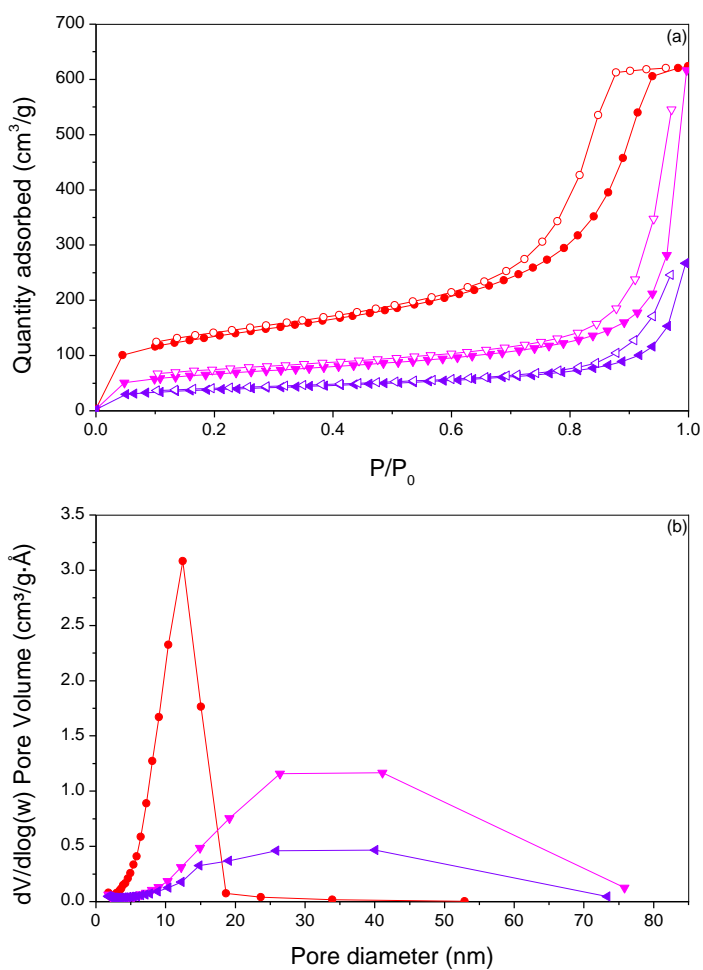 (a)
700
600
500
400
300
200
100
0
Quantity adsorbed (cm³/g)
0.0 0.2 0.4 0.6 0.8 1.0
P/P₀
(b)
3.5
3.0
2.5
2.0
1.5
1.0
0.5
0.0
dV/dlog(w) Pore Volume (cm³/g·Å)
0 10 20 30 40 50 60 70 80
Pore diameter (nm)